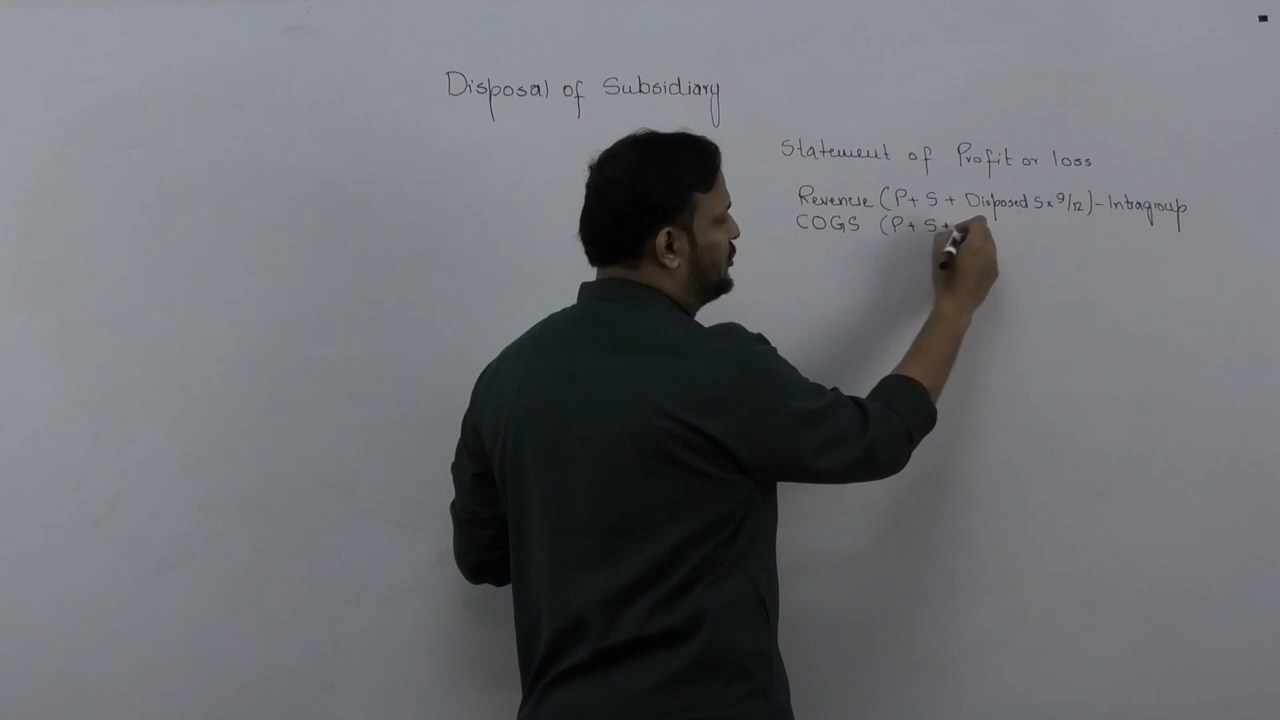 Disposal of Subsidiary
Statement of Profit or loss
Revenue (P+ S + Disposed S x 9/12) - Intragroup
COGS (P+ S+